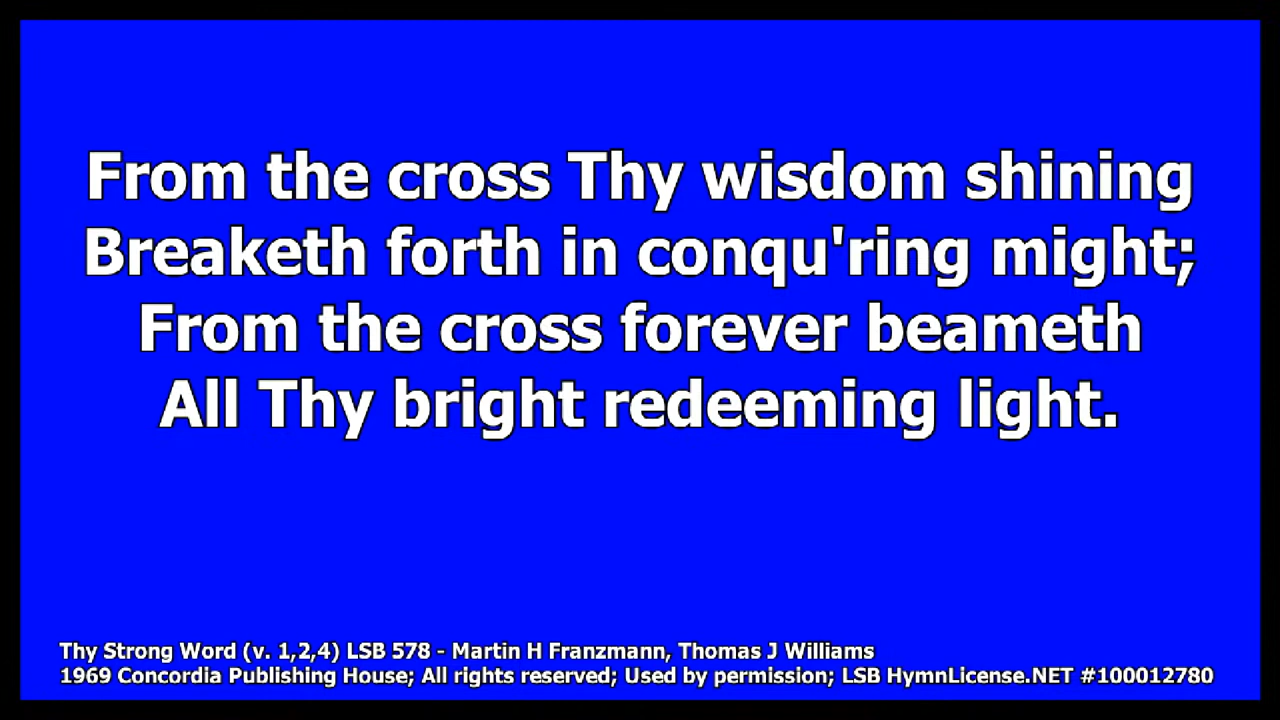 From the cross Thy wisdom shining
Breaketh forth in conqu'ring might;
From the cross forever beameth
All Thy bright redeeming light.
Thy Strong Word (v. 1,2,4) LSB 578 - Martin H Franzmann, Thomas J Williams
1969 Concordia Publishing House; All rights reserved; Used by permission; LSB HymnLicense.NET #100012780